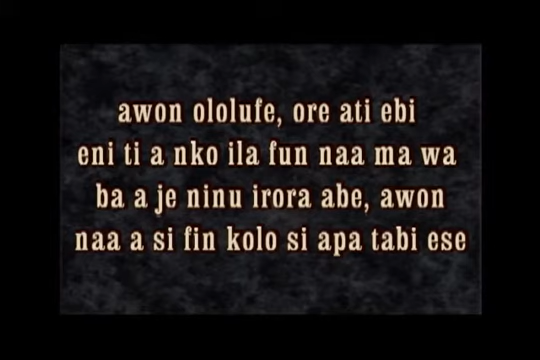 awon ololufe, ore ati ebi
eni ti a nko ila fun naa ma wa
ba a je ninu irora abe, awon
naa a si fin kolo si apa tabi ese